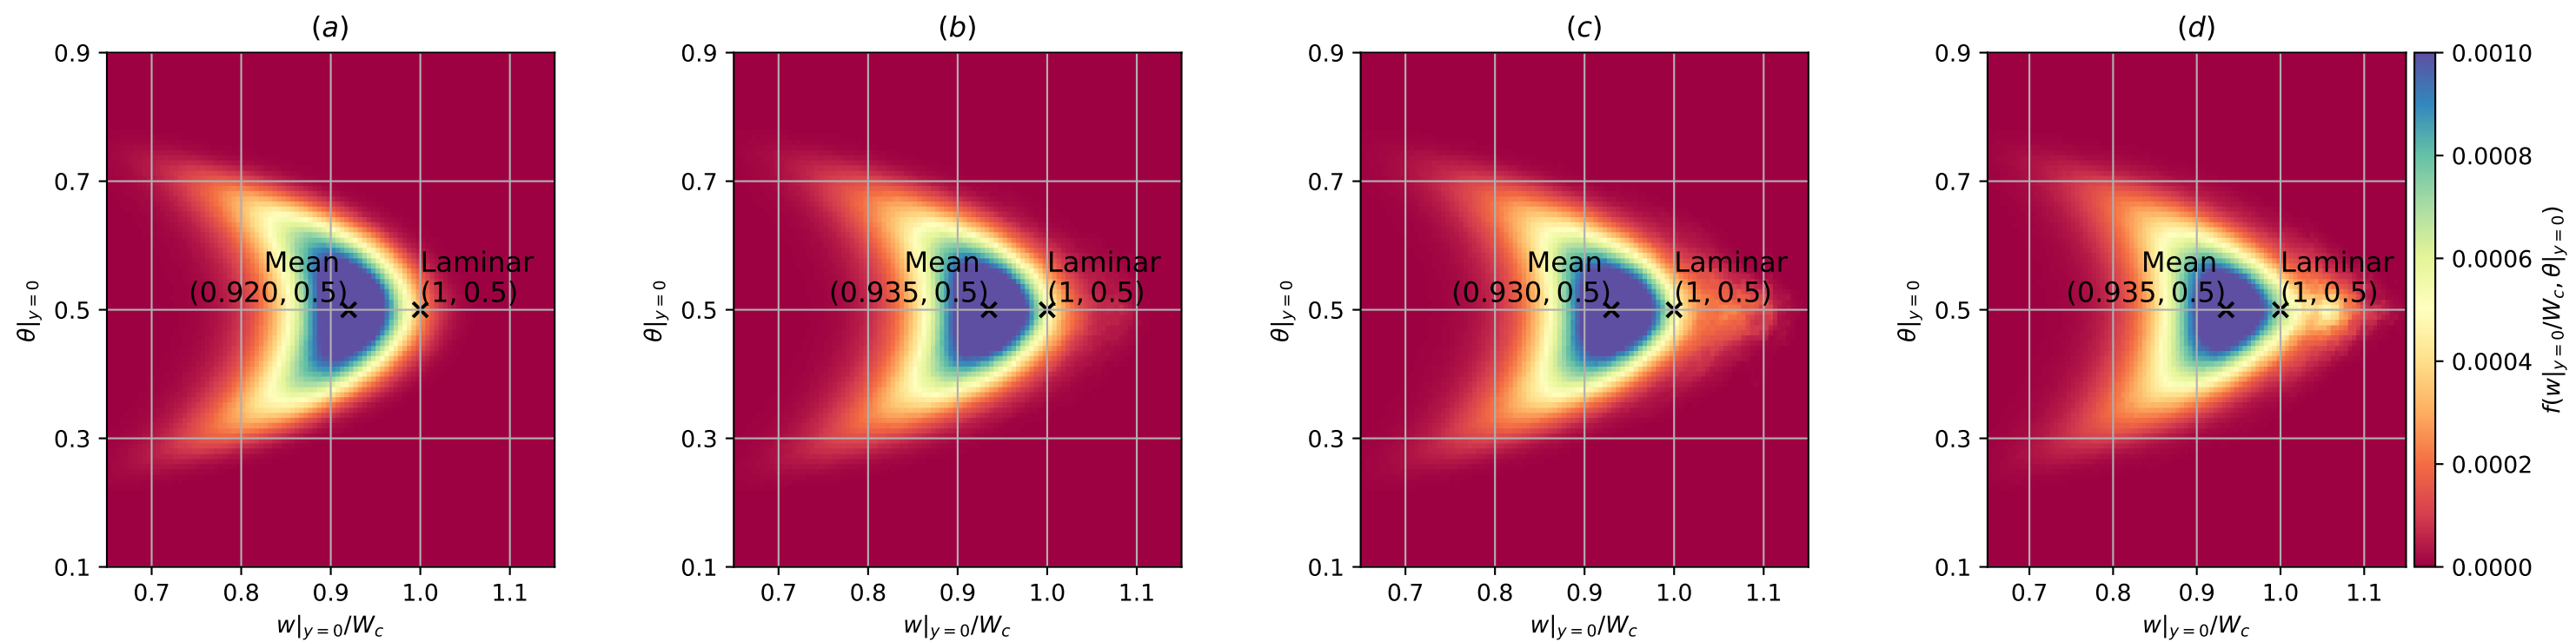 (a)
0.9
0.7
0.5
0.3
0.1
θ|y=0
Mean
(0.920, 0.5)
Laminar
(1, 0.5)
0.7 0.8 0.9 1.0 1.1
w|y=0/Wc
(b)
0.9
0.7
0.5
0.3
0.1
θ|y=0
Mean
(0.935, 0.5)
Laminar
(1, 0.5)
0.7 0.8 0.9 1.0 1.1
w|y=0/Wc
(c)
0.9
0.7
0.5
0.3
0.1
θ|y=0
Mean
(0.930, 0.5)
Laminar
(1, 0.5)
0.7 0.8 0.9 1.0 1.1
w|y=0/Wc
(d)
0.9
0.7
0.5
0.3
0.1
θ|y=0
Mean
(0.935, 0.5)
Laminar
(1, 0.5)
0.7 0.8 0.9 1.0 1.1
w|y=0/Wc
0.0010
0.0008
0.0006
0.0004
0.0002
0.0000
f(w|y=0/Wc, θ|y=0)